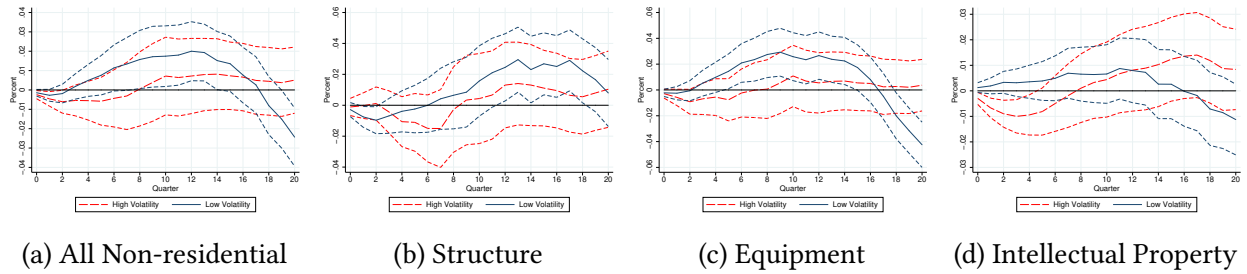 .04
.03
.02
.01
0
-.01
-.02
-.03
-.04
Percent
0 2 4 6 8 10 12 14 16 18 20
Quarter
High Volatility Low Volatility
(a) All Non-residential
.06
.04
.02
0
-.02
-.04
Percent
0 2 4 6 8 10 12 14 16 18 20
Quarter
High Volatility Low Volatility
(b) Structure
.06
.04
.02
0
-.02
-.04
-.06
Percent
0 2 4 6 8 10 12 14 16 18 20
Quarter
High Volatility Low Volatility
(c) Equipment
.03
.02
.01
0
-.01
-.02
-.03
Percent
0 2 4 6 8 10 12 14 16 18 20
Quarter
High Volatility Low Volatility
(d) Intellectual Property